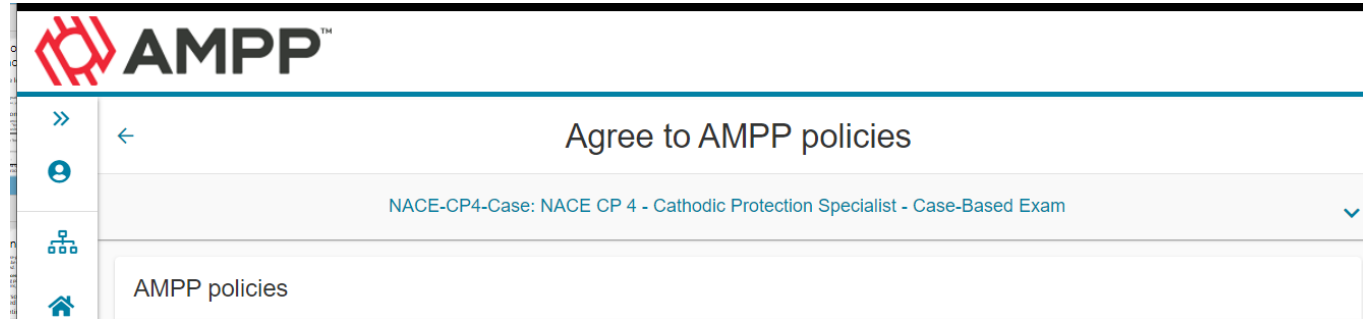 AMPP™
Agree to AMPP policies
NACE-CP4-Case: NACE CP 4 - Cathodic Protection Specialist - Case-Based Exam
AMPP policies